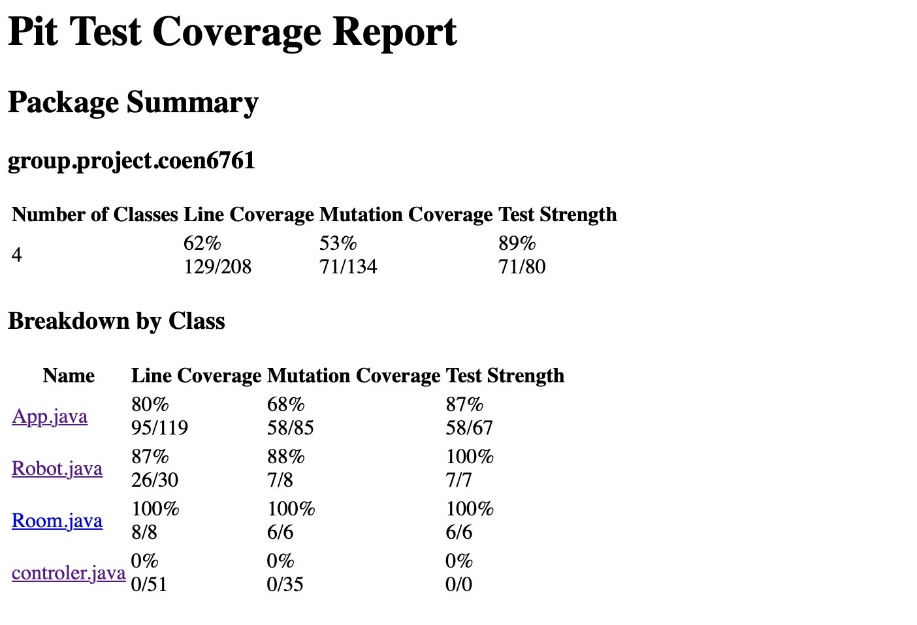 Pit Test Coverage Report
Package Summary
group.project.coen6761
Number of Classes Line Coverage Mutation Coverage Test Strength
4 62% 53% 89%
129/208 71/134 71/80
Breakdown by Class
Name Line Coverage Mutation Coverage Test Strength
App.java 80% 68% 87%
95/119 58/85 58/67
Robot.java 87% 88% 100%
26/30 7/8 7/7
Room.java 100% 100% 100%
8/8 6/6 6/6
controler.java 0% 0% 0%
0/51 0/35 0/0